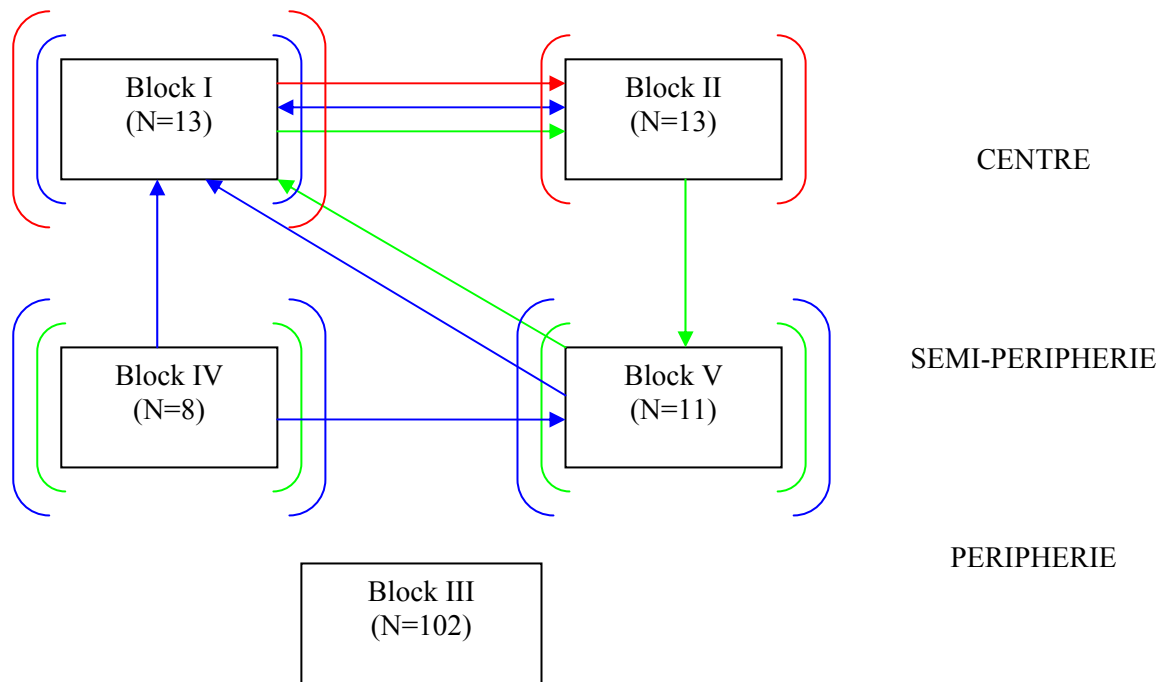 Block I
(N=13)
Block II
(N=13)
CENTRE
Block IV
(N=8)
Block V
(N=11)
SEMI-PERIPHERIE
PERIPHERIE
Block III
(N=102)